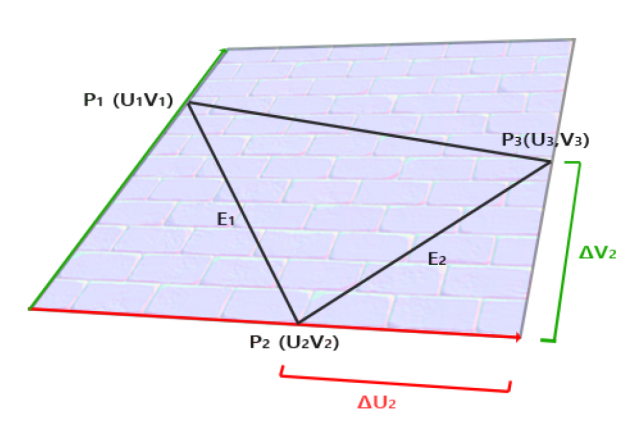 P₁ (U₁V₁)
P₃(U₃,V₃)
E₁
ΔV₂
E₂
P₂ (U₂V₂)
ΔU₂